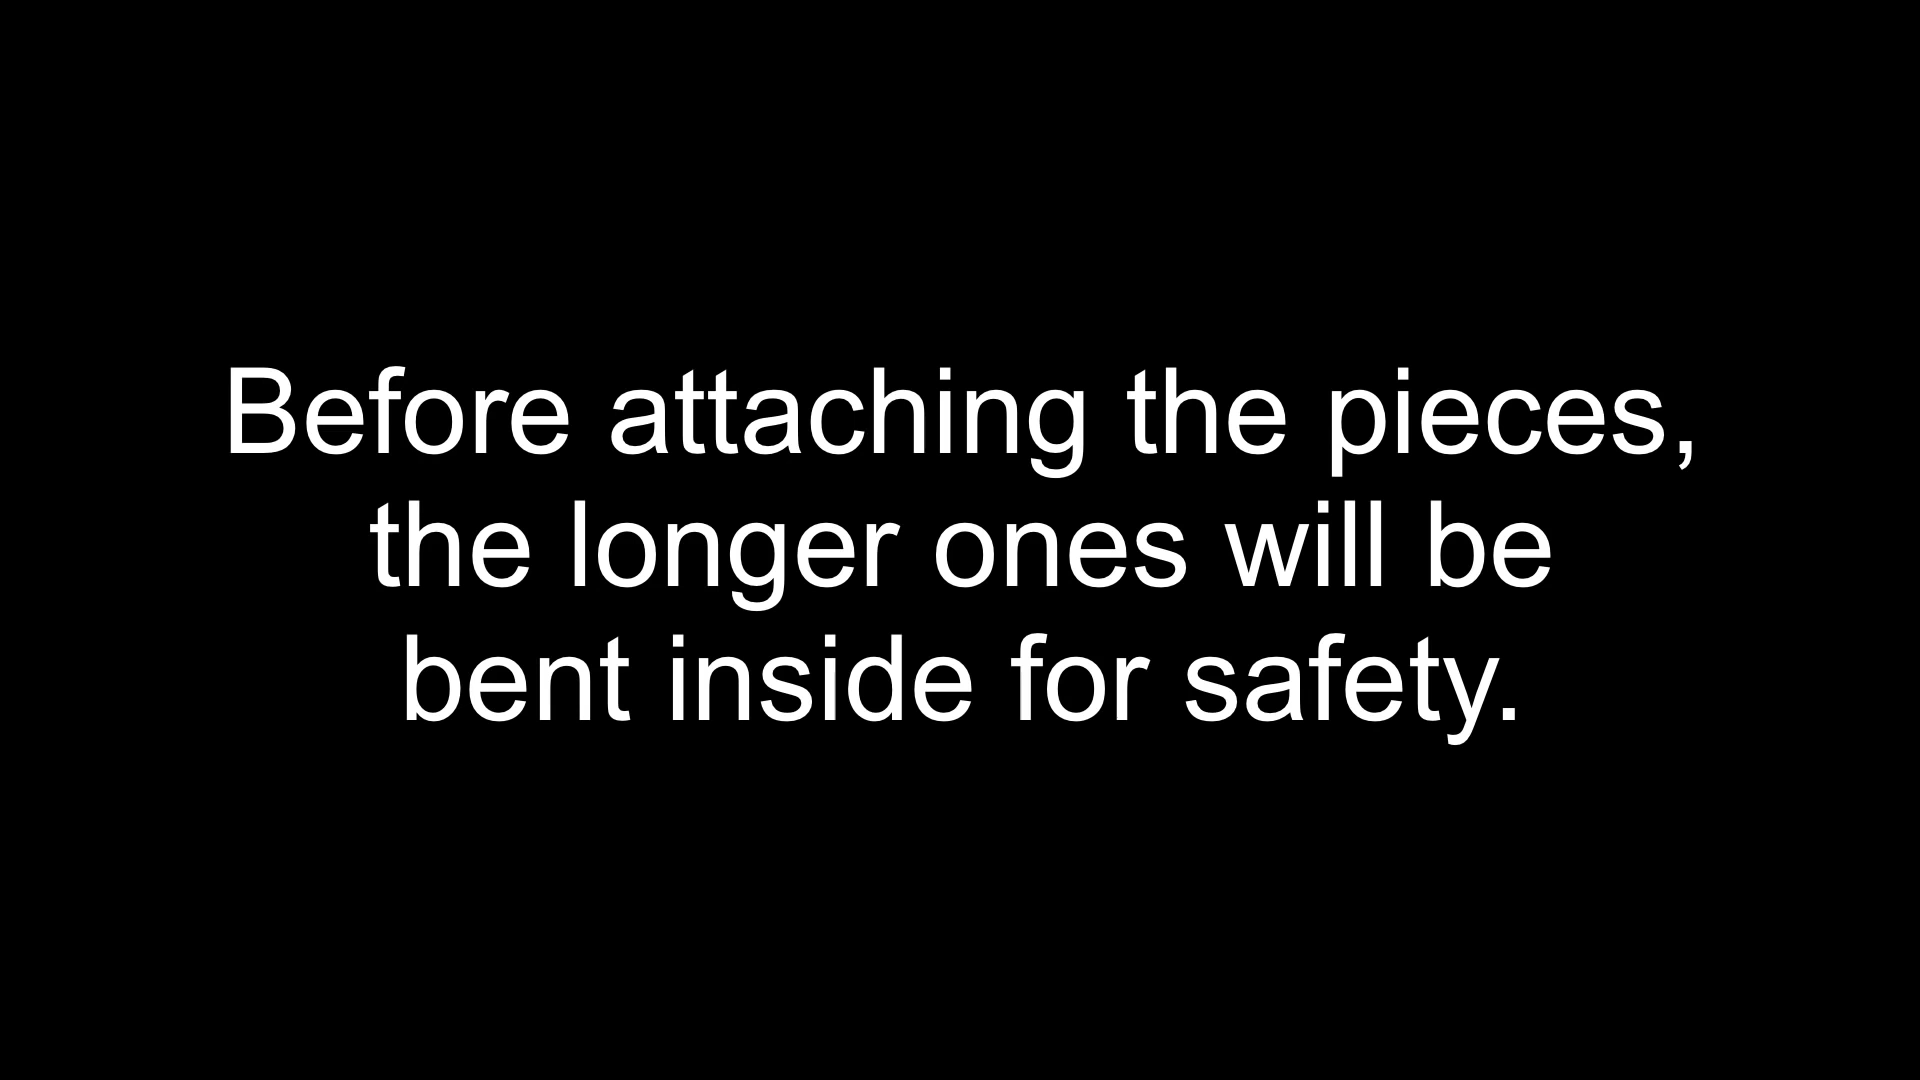 Before attaching the pieces,
the longer ones will be
bent inside for safety.